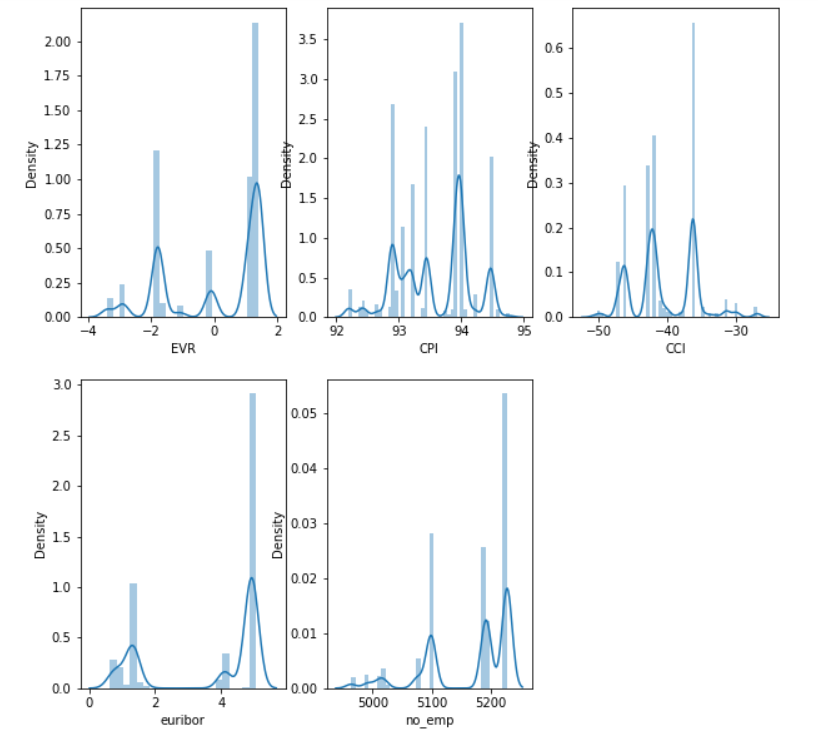 2.00
1.75
1.50
1.25
1.00
0.75
0.50
0.25
0.00
Density
−4 −2 0 2
EVR
3.5
3.0
2.5
2.0
1.5
1.0
0.5
0.0
Density
92 93 94 95
CPI
0.6
0.5
0.4
0.3
0.2
0.1
0.0
Density
−50 −40 −30
CCI
3.0
2.5
2.0
1.5
1.0
0.5
0.0
Density
0 2 4
euribor
0.05
0.04
0.03
0.02
0.01
0.00
Density
5000 5100 5200
no_emp